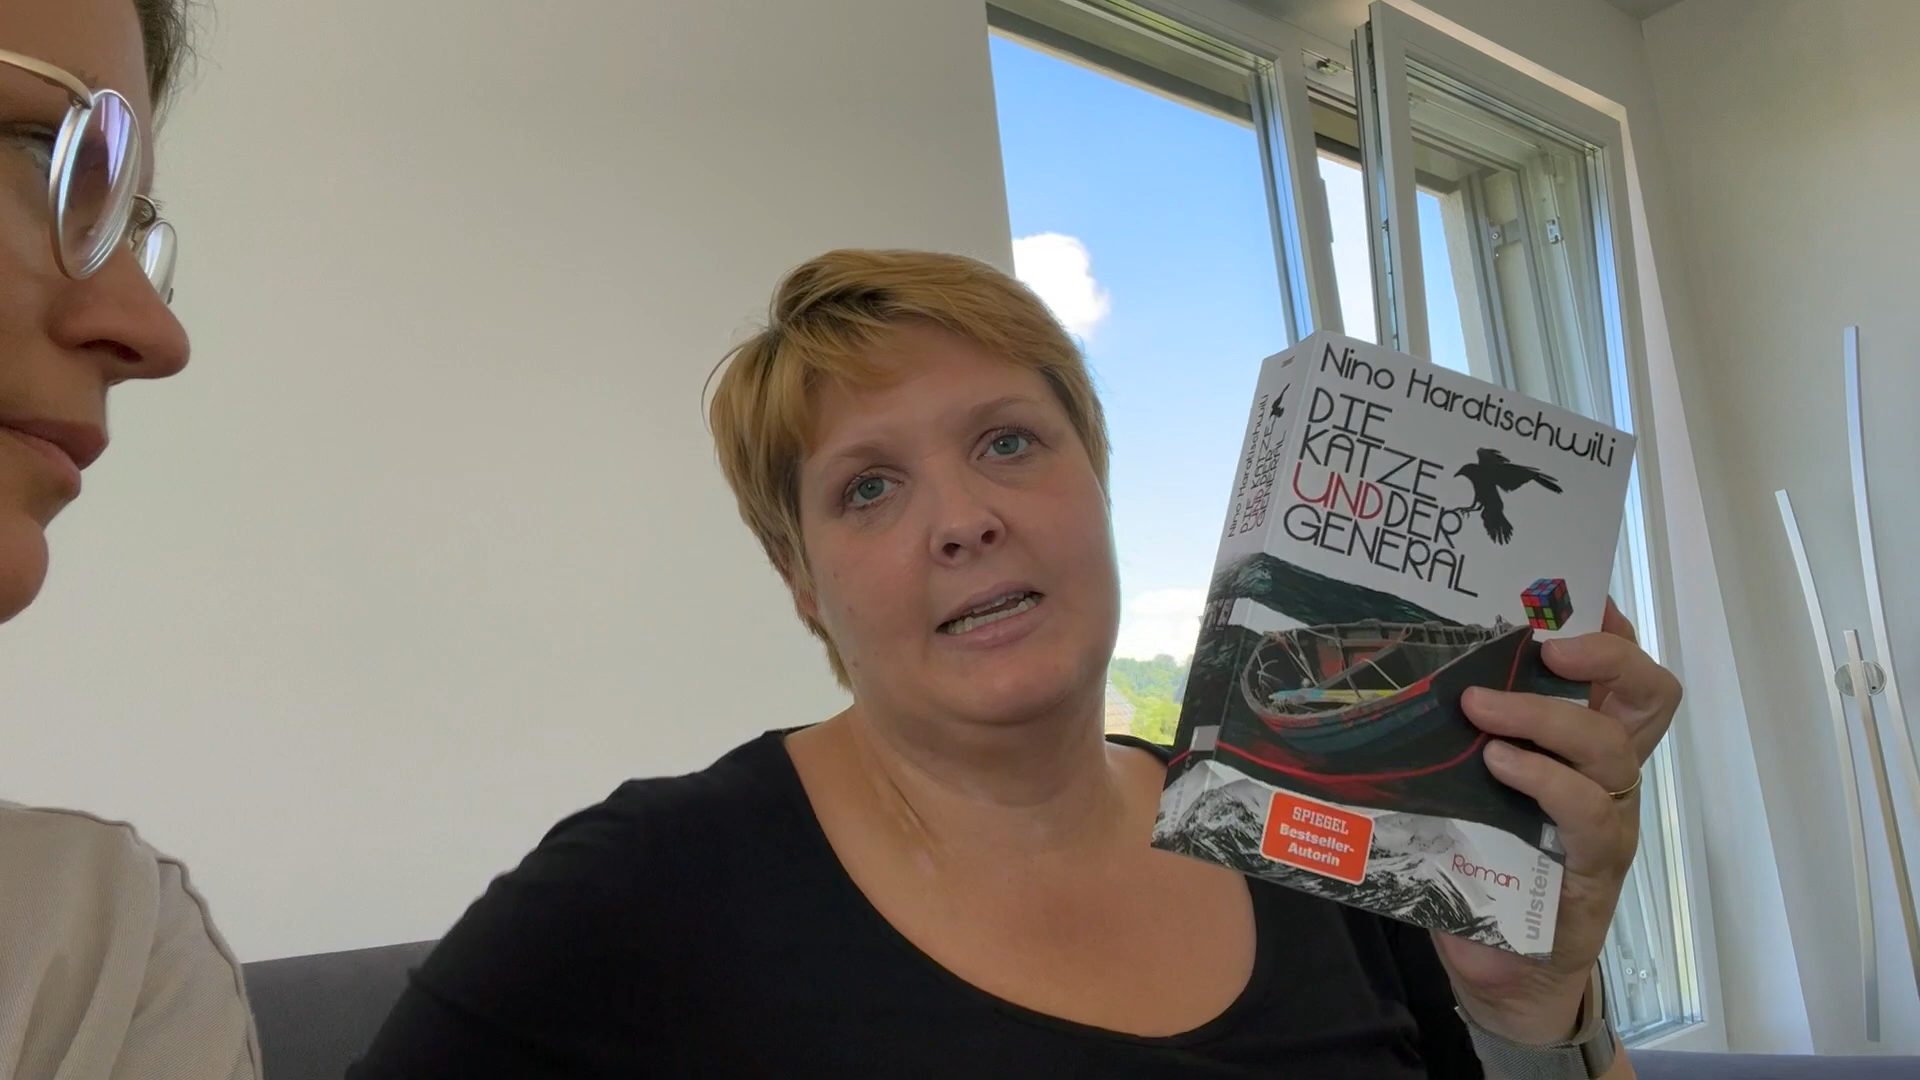 Nino Haratischwili
DIE
KATZE
UND DER
GENERAL
SPIEGEL
Bestseller-
Autorin
Roman
ullstein
Nino Haratischwili
DIE KATZE
UND DER
GENERAL